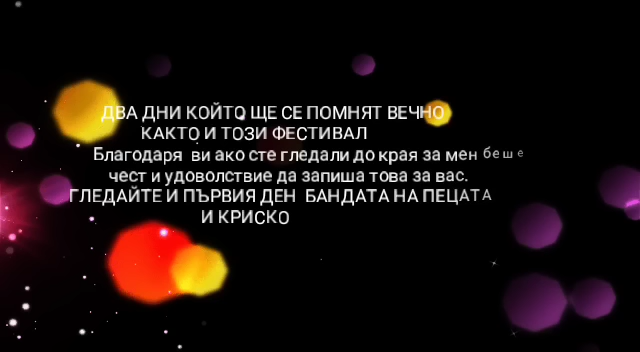 ДВА ДНИ КОЙТО ЩЕ СЕ ПОМНЯТ ВЕЧНО
КАКТО И ТОЗИ ФЕСТИВАЛ
Благодаря ви ако сте гледали до края за мен беше
чест и удоволствие да запиша това за вас.
ГЛЕДАЙТЕ И ПЪРВИЯ ДЕН БАНДАТА НА ПЕЦАТА
И КРИСКО